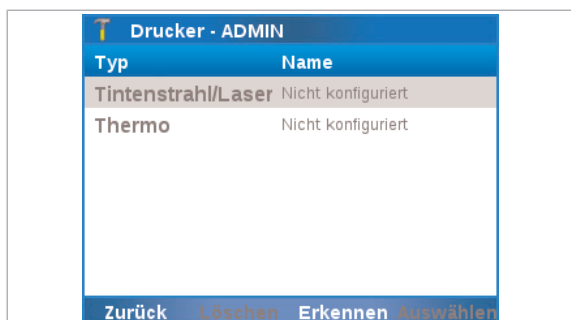 Drucker - ADMIN
Typ Name
Tintenstrahl/Laser Nicht konfiguriert
Thermo Nicht konfiguriert
Zurück Löschen Erkennen Auswählen